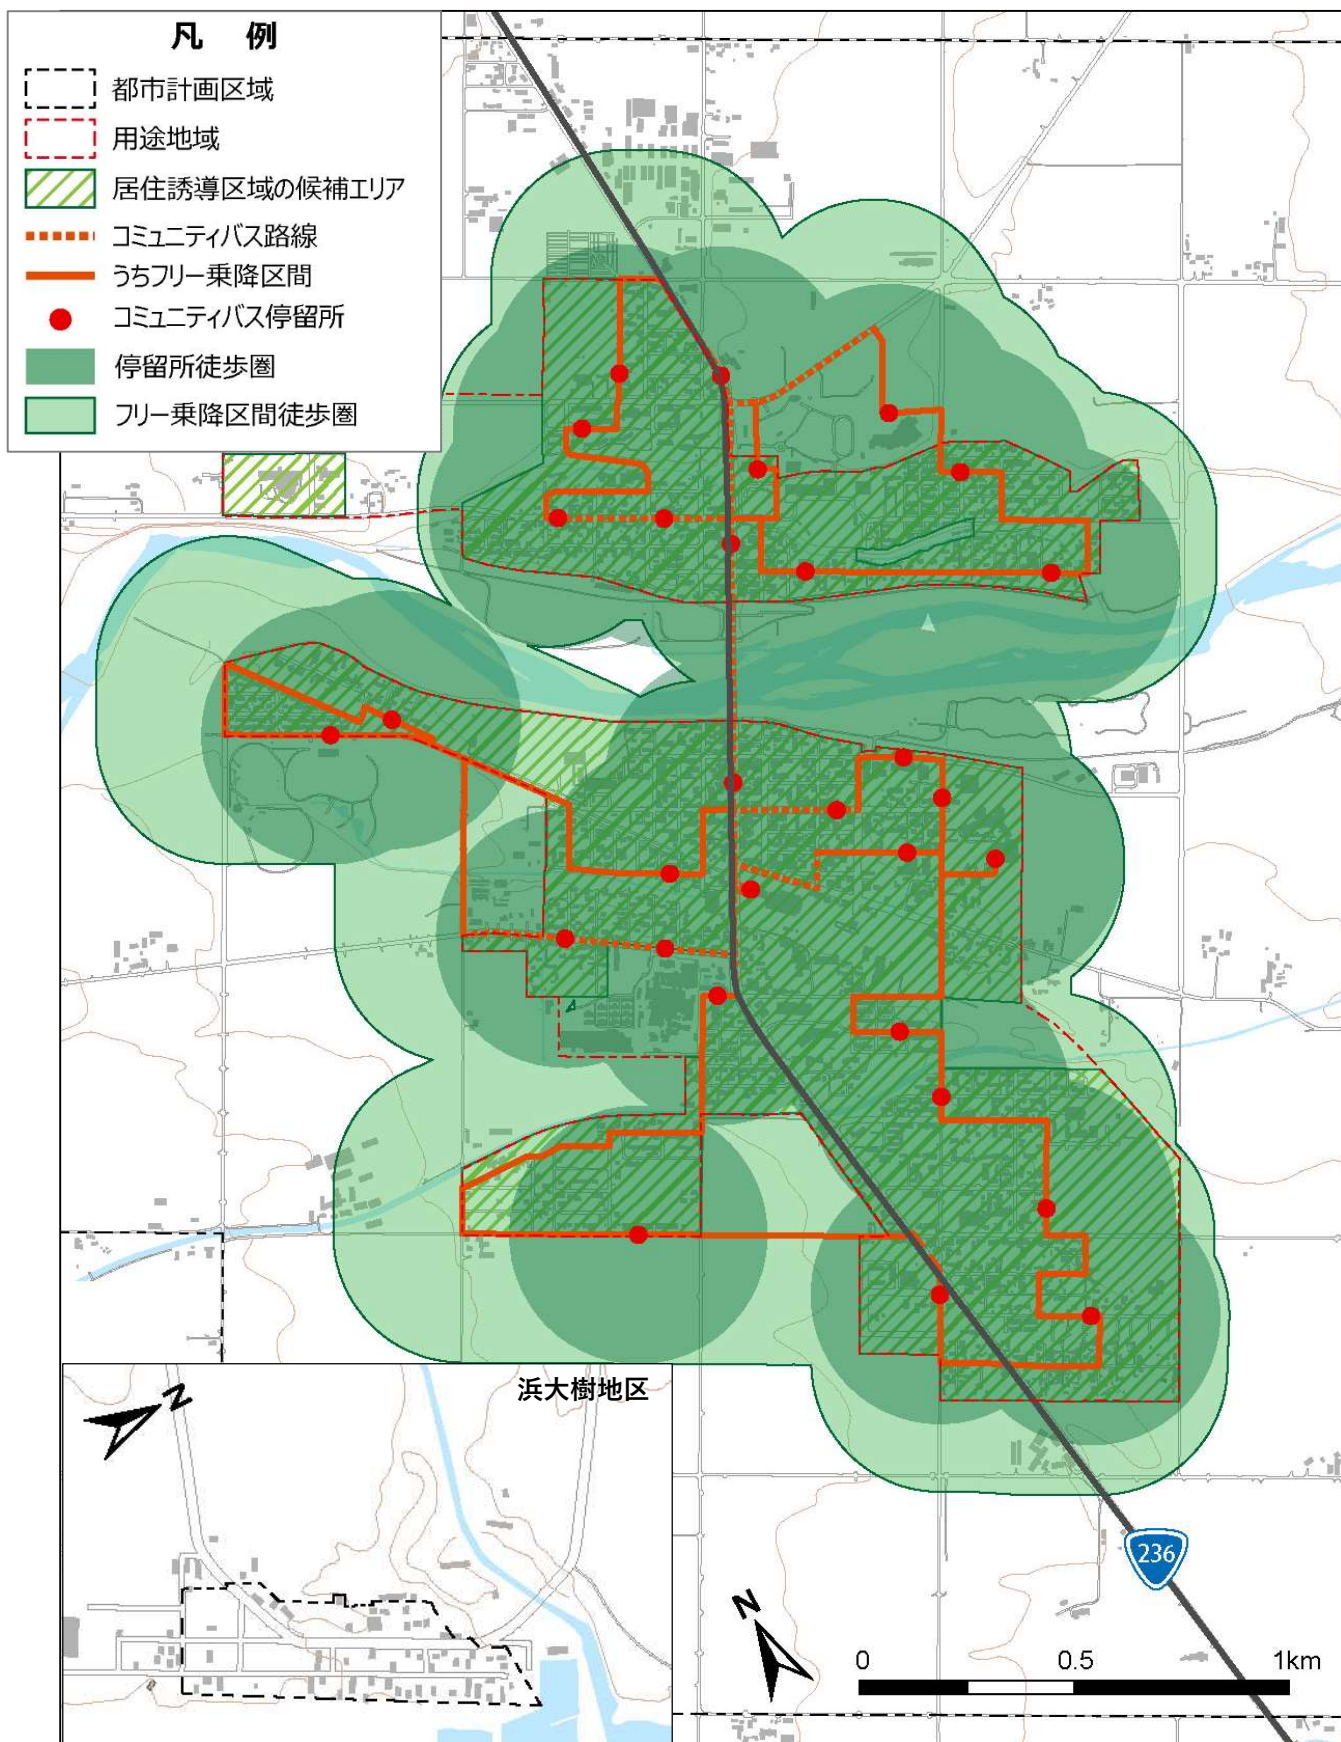 凡 例
都市計画区域
用途地域
居住誘導区域の候補エリア
コミュニティバス路線
うちフリー乗降区間
コミュニティバス停留所
停留所徒歩圏
フリー乗降区間徒歩圏
浜大樹地区
N
236
N
0 0.5 1km